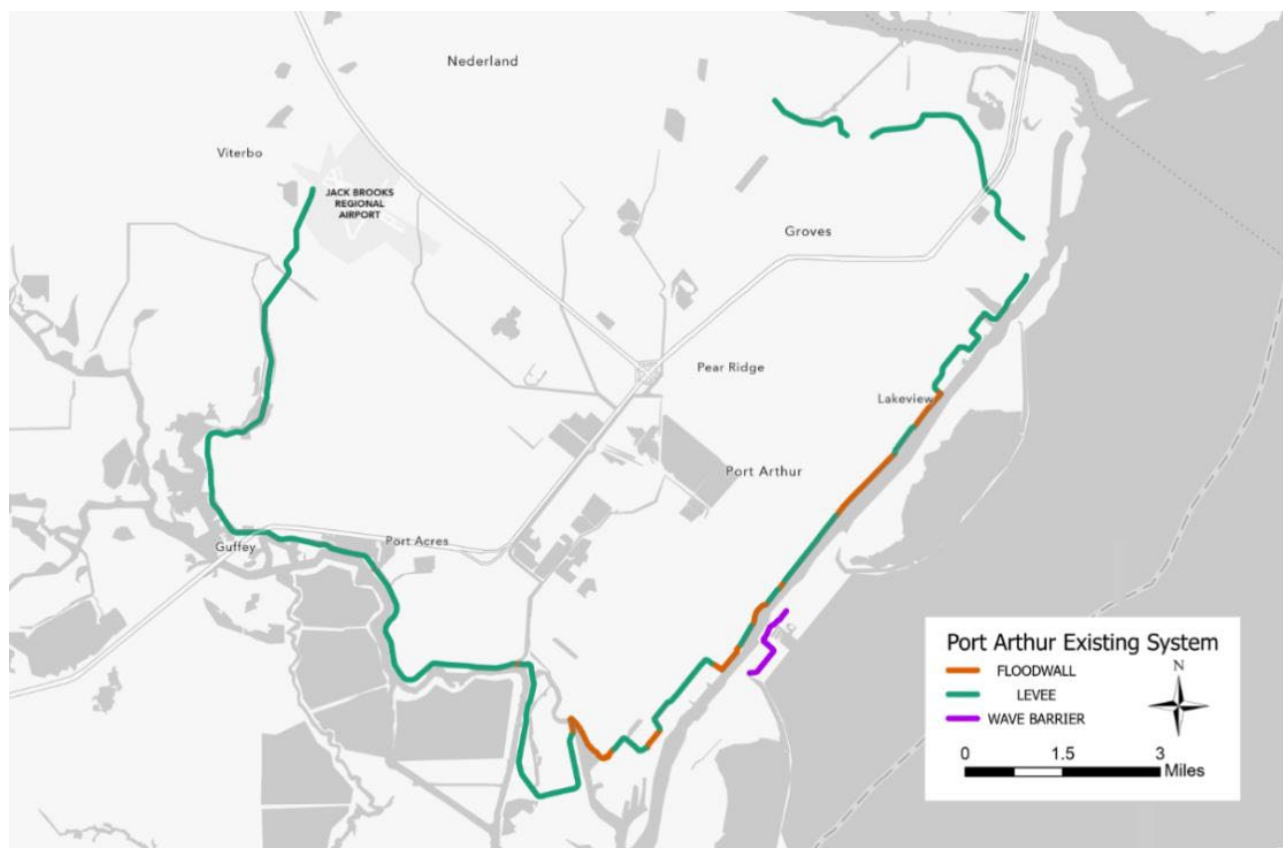 Nederland
Viterbo
JACK BROOKS
REGIONAL
AIRPORT
Groves
Pear Ridge
Lakeview
Port Arthur
Port Acres
Guffey
Port Arthur Existing System
FLOODWALL
LEVEE
WAVE BARRIER
N
0 1.5 3
Miles